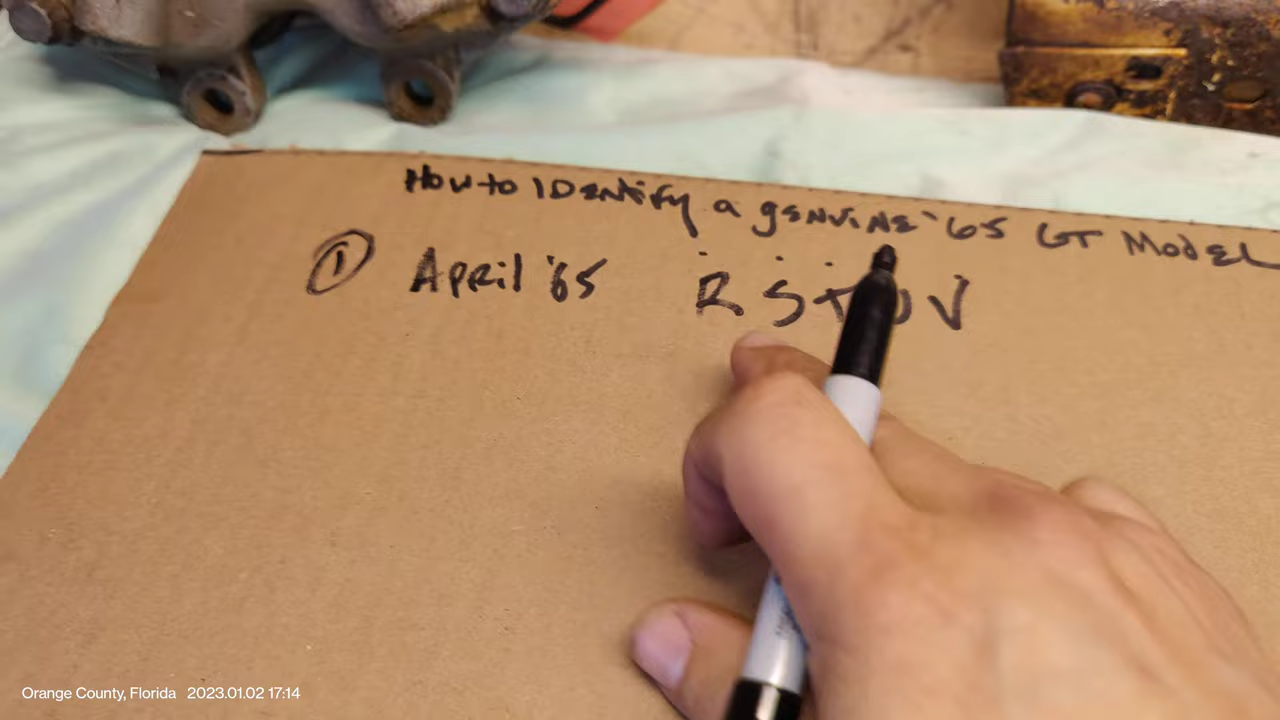 How to IDentify a genuine '65 GT Model
① April '65 R S T U V
Orange County, Florida 2023.01.02 17:14